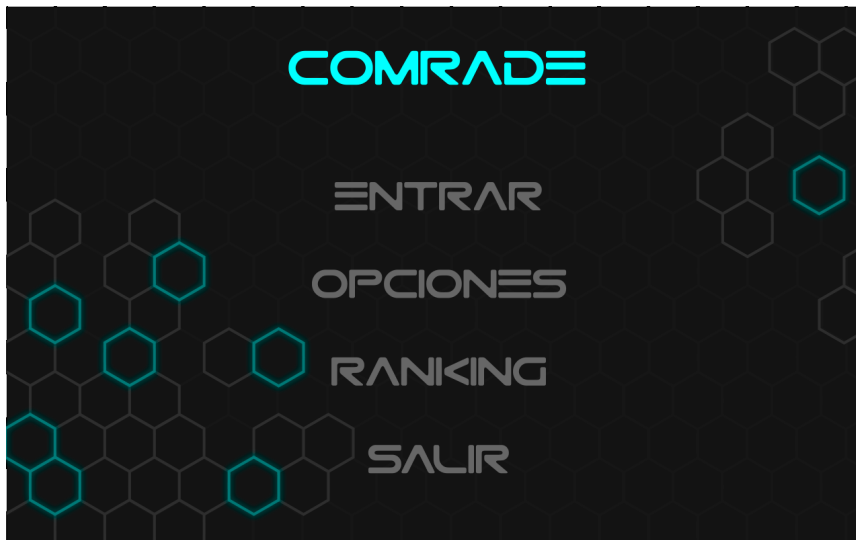 COMRADE
ENTRAR
OPCIONES
RANKING
SALIR